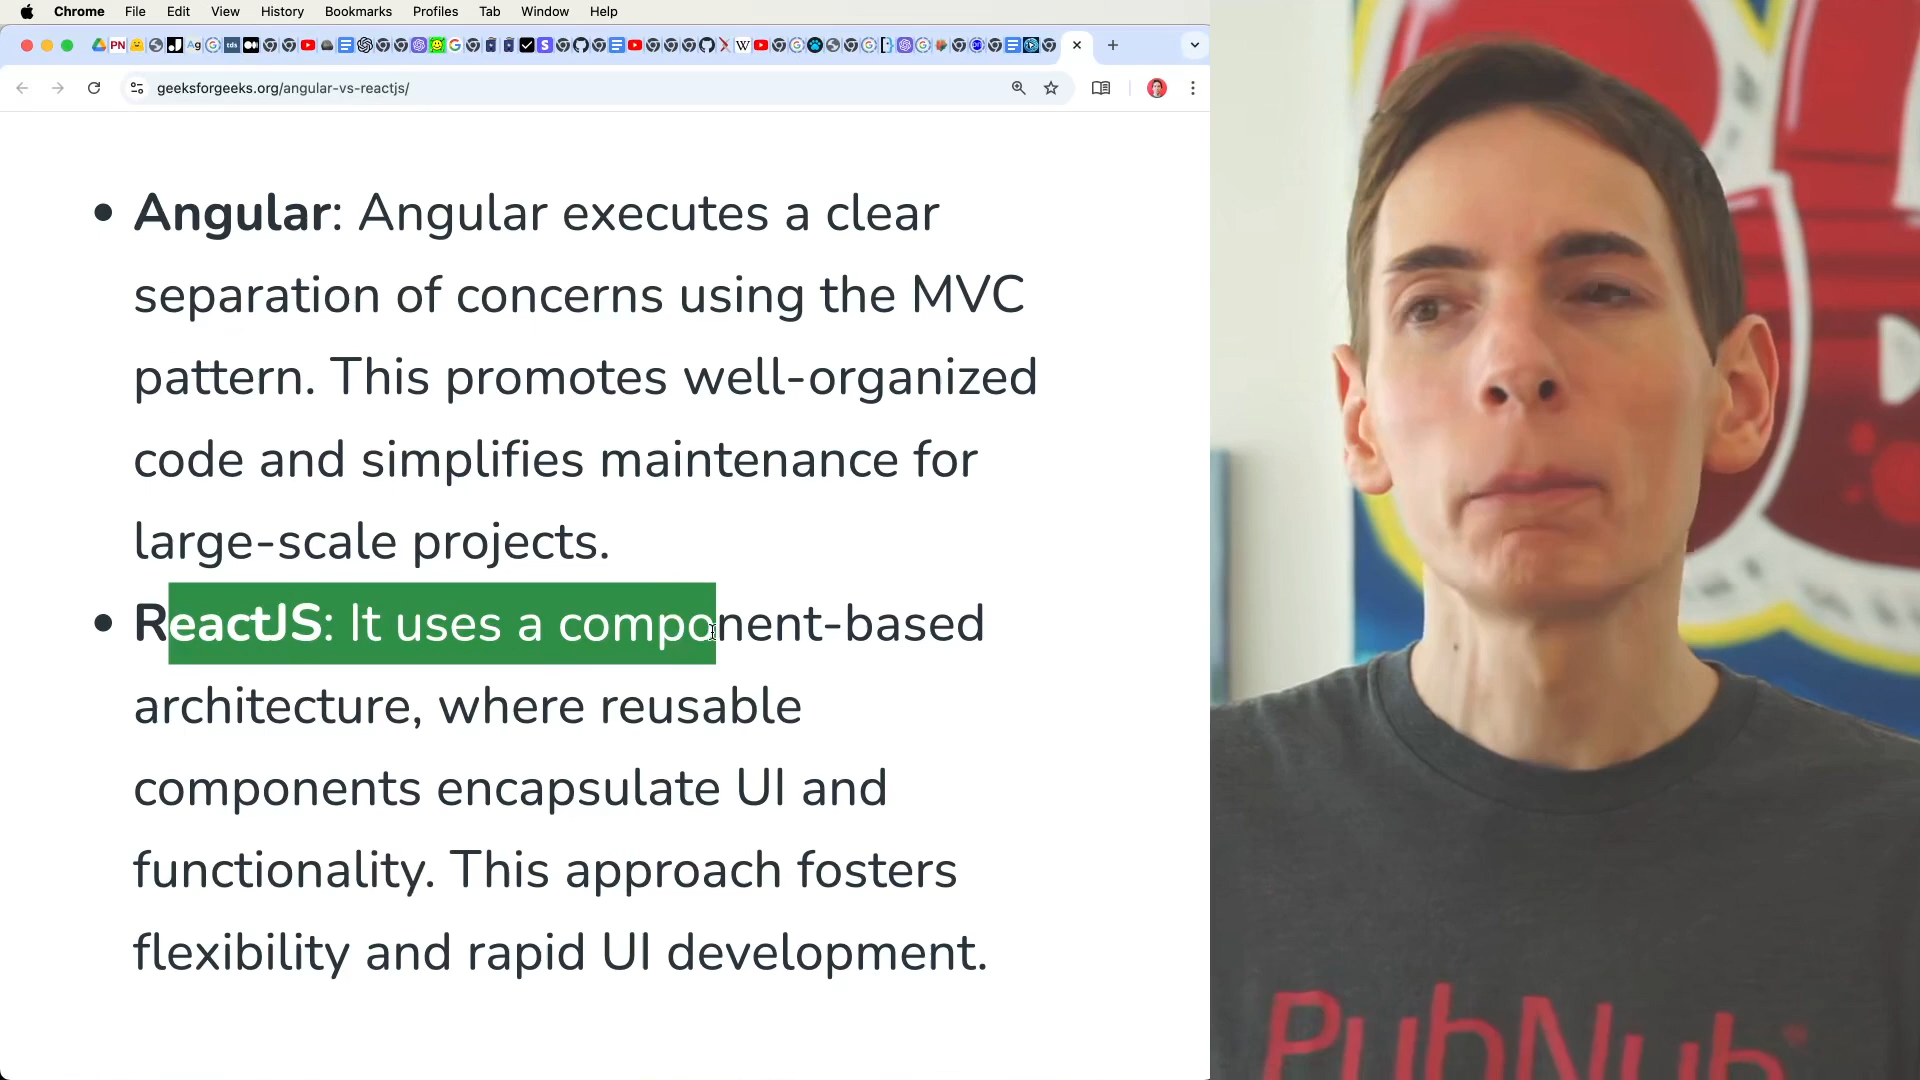 Chrome File Edit View History Bookmarks Profiles Tab Window Help
geeksforgeeks.org/angular-vs-reactjs/
• Angular: Angular executes a clear
separation of concerns using the MVC
pattern. This promotes well-organized
code and simplifies maintenance for
large-scale projects.
• ReactJS: It uses a component-based
architecture, where reusable
components encapsulate UI and
functionality. This approach fosters
flexibility and rapid UI development.
PubNub